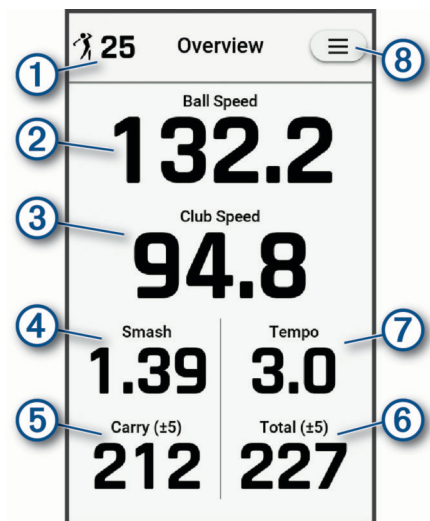 25 Overview
1
8
Ball Speed
2
132.2
3
Club Speed
94.8
4
Smash Tempo
7
1.39 3.0
5
Carry (±5) Total (±5)
6
212 227